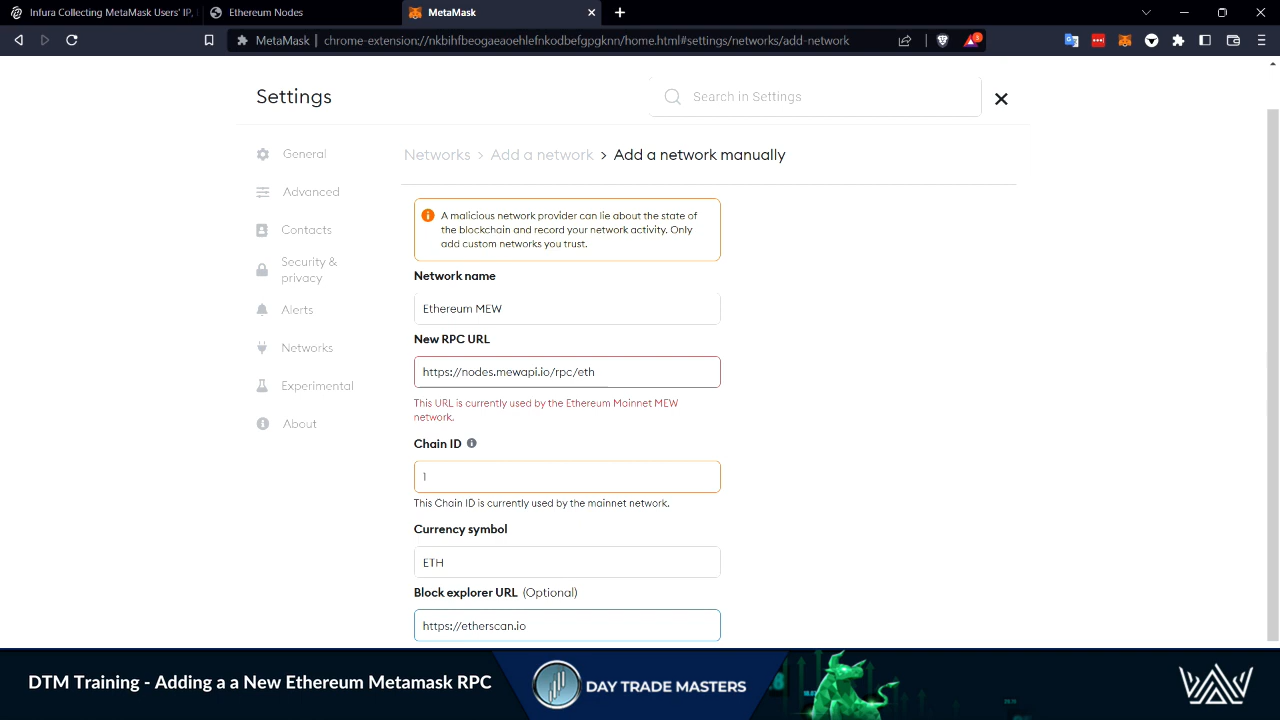 Infura Collecting MetaMask Users' IP,
Ethereum Nodes
MetaMask
MetaMask
chrome-extension://nkbihfbeogaeaoehlefnkodbefgpgknn/home.html#settings/networks/add-network
3
Settings
Search in Settings
General
Advanced
Contacts
Security &
privacy
Alerts
Networks
Experimental
About
Networks > Add a network > Add a network manually
A malicious network provider can lie about the state of
the blockchain and record your network activity. Only
add custom networks you trust.
Network name
Ethereum MEW
New RPC URL
https://nodes.mewapi.io/rpc/eth
This URL is currently used by the Ethereum Mainnet MEW
network.
Chain ID
1
This Chain ID is currently used by the mainnet network.
Currency symbol
ETH
Block explorer URL (Optional)
https://etherscan.io
DTM Training - Adding a a New Ethereum Metamask RPC
DAY TRADE MASTERS